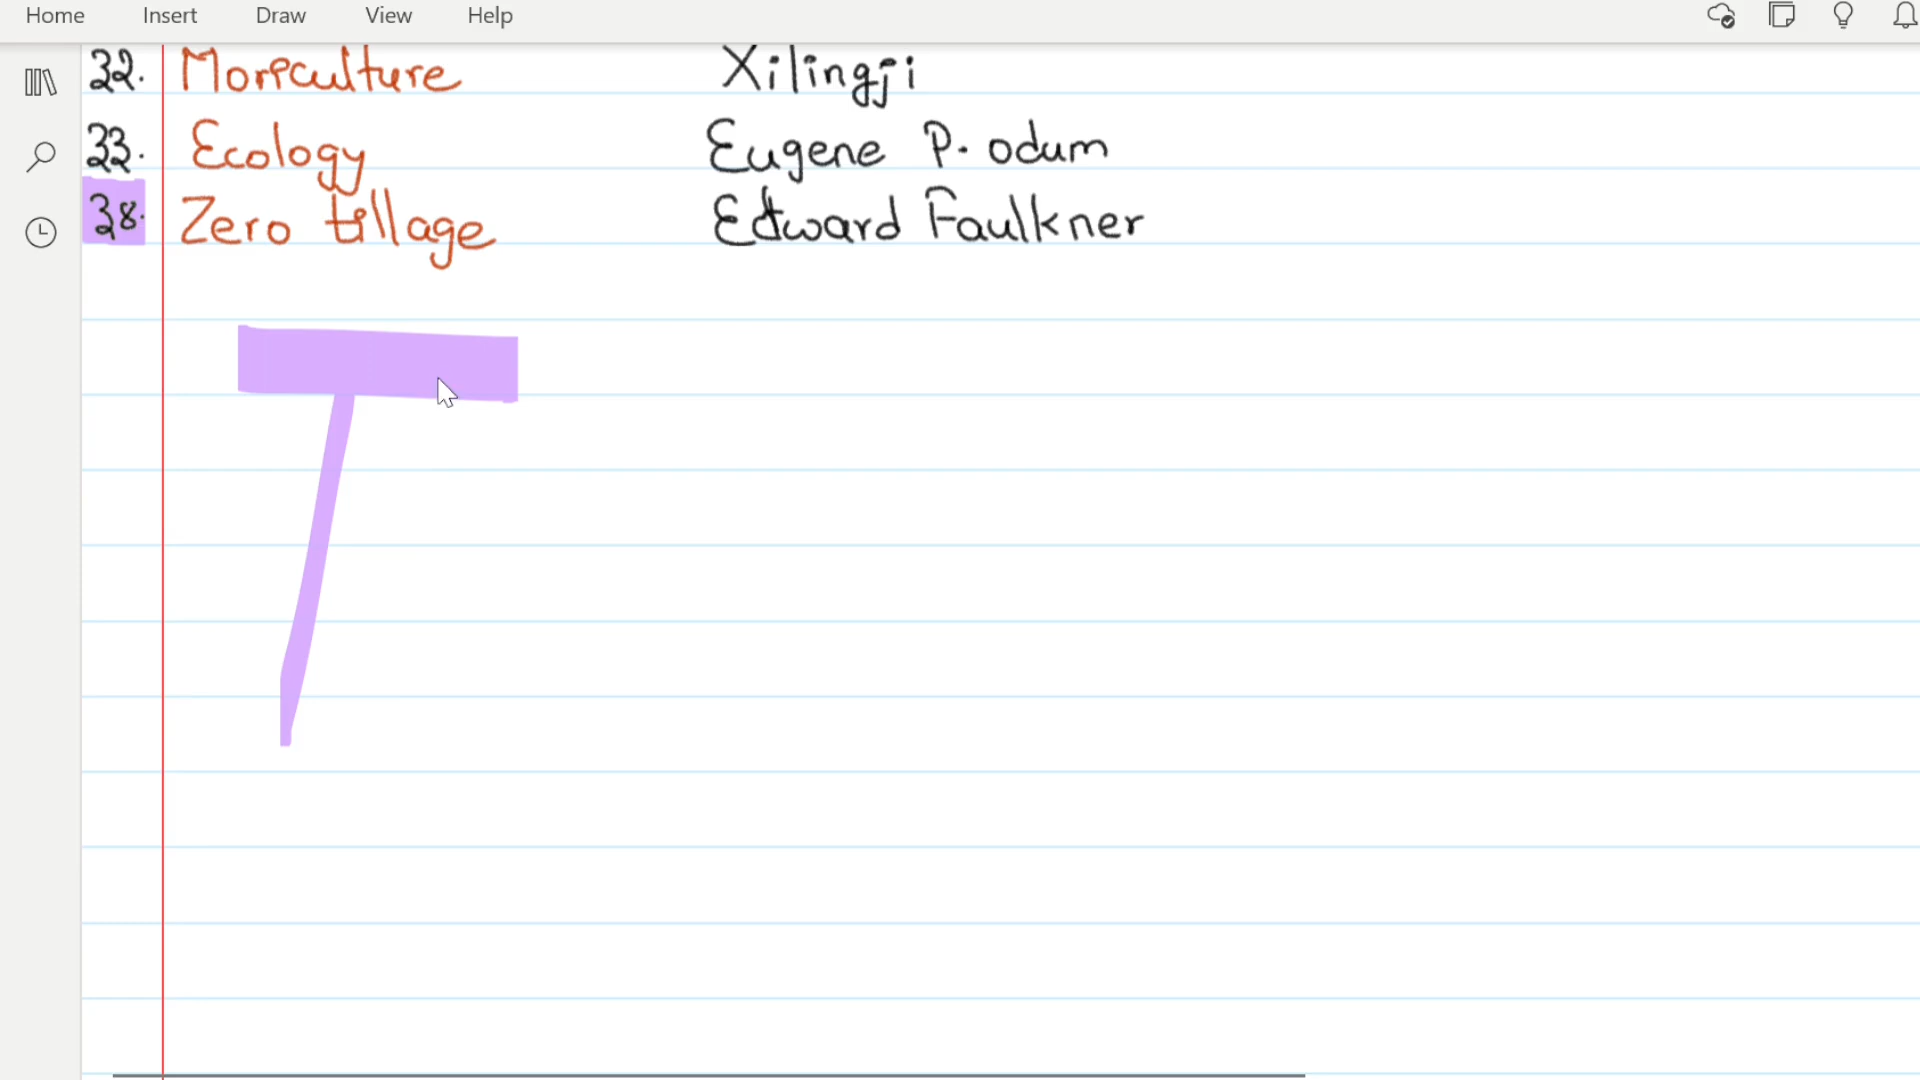 Home Insert Draw View Help
32. Moriculture Xilingji
33. Ecology Eugene P. odum
38. Zero tillage Edward Faulkner